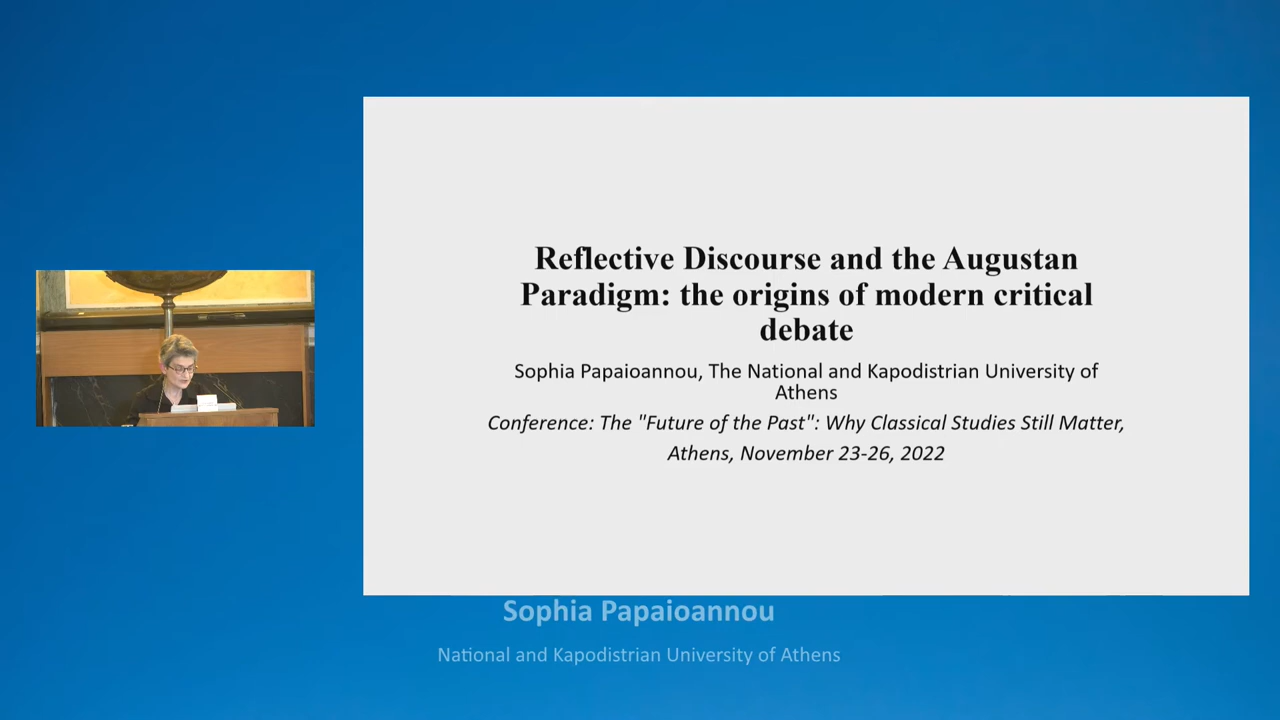 Reflective Discourse and the Augustan
Paradigm: the origins of modern critical
debate
Sophia Papaioannou, The National and Kapodistrian University of
Athens
Conference: The "Future of the Past": Why Classical Studies Still Matter,
Athens, November 23-26, 2022
Sophia Papaioannou
National and Kapodistrian University of Athens